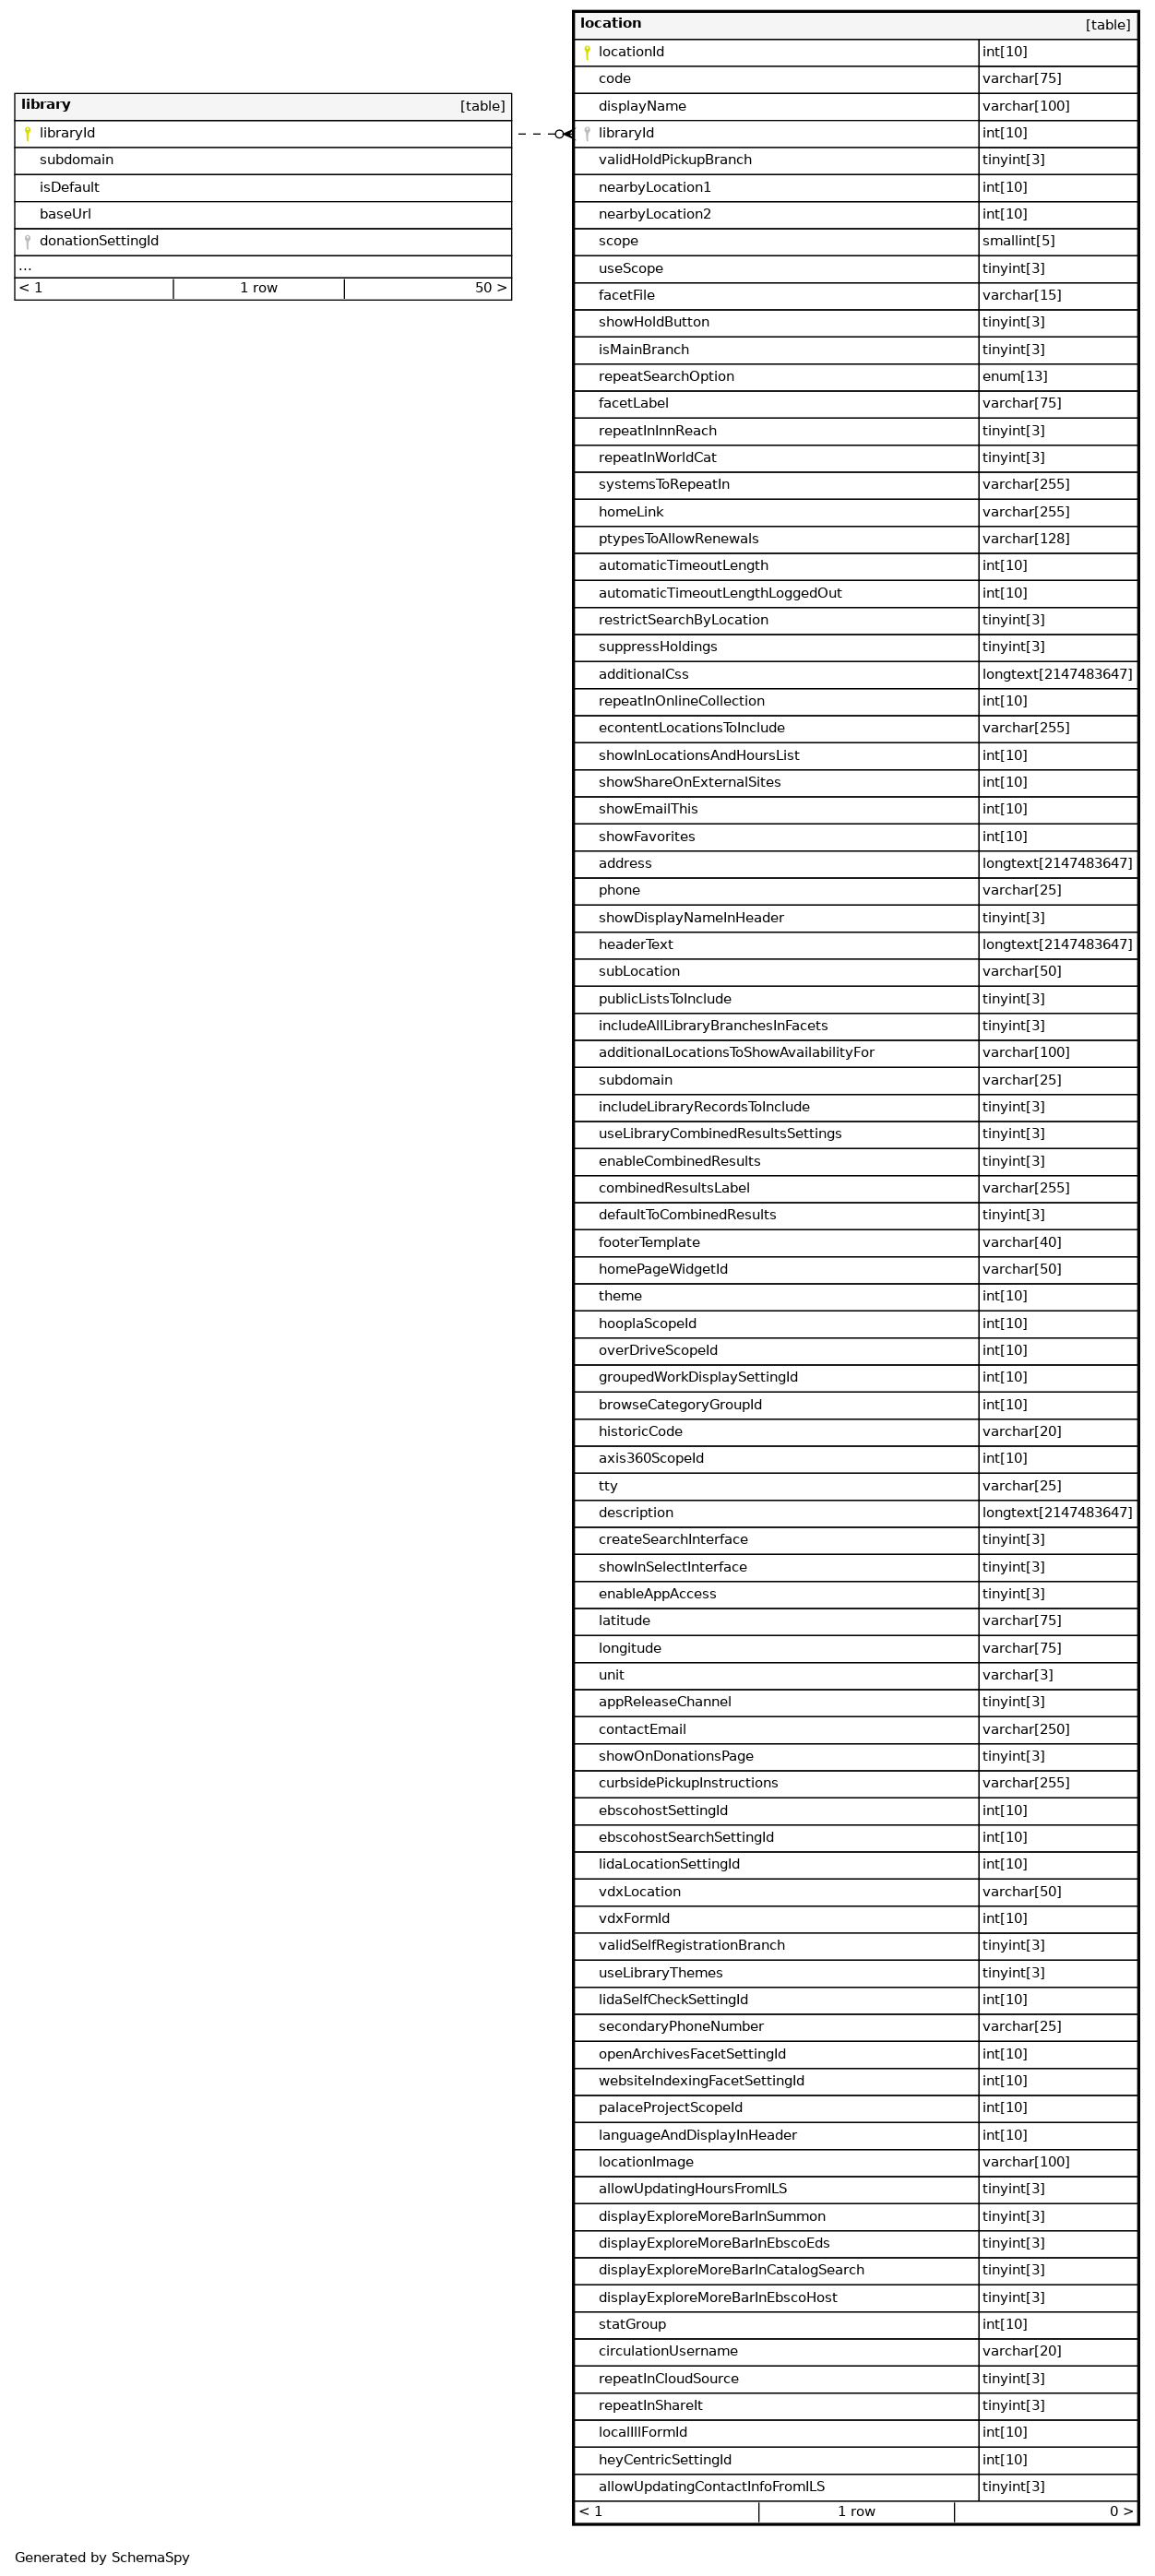 location [table]
locationId int[10]
code varchar[75]
displayName varchar[100]
libraryId int[10]
validHoldPickupBranch tinyint[3]
nearbyLocation1 int[10]
nearbyLocation2 int[10]
scope smallint[5]
useScope tinyint[3]
facetFile varchar[15]
showHoldButton tinyint[3]
isMainBranch tinyint[3]
repeatSearchOption enum[13]
facetLabel varchar[75]
repeatInInnReach tinyint[3]
repeatInWorldCat tinyint[3]
systemsToRepeatIn varchar[255]
homeLink varchar[255]
ptypesToAllowRenewals varchar[128]
automaticTimeoutLength int[10]
automaticTimeoutLengthLoggedOut int[10]
restrictSearchByLocation tinyint[3]
suppressHoldings tinyint[3]
additionalCss longtext[2147483647]
repeatInOnlineCollection int[10]
econtentLocationsToInclude varchar[255]
showInLocationsAndHoursList int[10]
showShareOnExternalSites int[10]
showEmailThis int[10]
showFavorites int[10]
address longtext[2147483647]
phone varchar[25]
showDisplayNameInHeader tinyint[3]
headerText longtext[2147483647]
subLocation varchar[50]
publicListsToInclude tinyint[3]
includeAllLibraryBranchesInFacets tinyint[3]
additionalLocationsToShowAvailabilityFor varchar[100]
subdomain varchar[25]
includeLibraryRecordsToInclude tinyint[3]
useLibraryCombinedResultsSettings tinyint[3]
enableCombinedResults tinyint[3]
combinedResultsLabel varchar[255]
defaultToCombinedResults tinyint[3]
footerTemplate varchar[40]
homePageWidgetId varchar[50]
theme int[10]
hooplaScopeId int[10]
overDriveScopeId int[10]
groupedWorkDisplaySettingId int[10]
browseCategoryGroupId int[10]
historicCode varchar[20]
axis360ScopeId int[10]
tty varchar[25]
description longtext[2147483647]
createSearchInterface tinyint[3]
showInSelectInterface tinyint[3]
enableAppAccess tinyint[3]
latitude varchar[75]
longitude varchar[75]
unit varchar[3]
appReleaseChannel tinyint[3]
contactEmail varchar[250]
showOnDonationsPage tinyint[3]
curbsidePickupInstructions varchar[255]
ebscohostSettingId int[10]
ebscohostSearchSettingId int[10]
lidaLocationSettingId int[10]
vdxLocation varchar[50]
vdxFormId int[10]
validSelfRegistrationBranch tinyint[3]
useLibraryThemes tinyint[3]
lidaSelfCheckSettingId int[10]
secondaryPhoneNumber varchar[25]
openArchivesFacetSettingId int[10]
websiteIndexingFacetSettingId int[10]
palaceProjectScopeId int[10]
languageAndDisplayInHeader int[10]
locationImage varchar[100]
allowUpdatingHoursFromILS tinyint[3]
displayExploreMoreBarInSummon tinyint[3]
displayExploreMoreBarInEbscoEds tinyint[3]
displayExploreMoreBarInCatalogSearch tinyint[3]
displayExploreMoreBarInEbscoHost tinyint[3]
statGroup int[10]
circulationUsername varchar[20]
repeatInCloudSource tinyint[3]
repeatInShareIt tinyint[3]
localIllFormId int[10]
heyCentricSettingId int[10]
allowUpdatingContactInfoFromILS tinyint[3]
< 1 1 row 0 >
library [table]
libraryId
subdomain
isDefault
baseUrl
donationSettingId
...
< 1 1 row 50 >
Generated by SchemaSpy